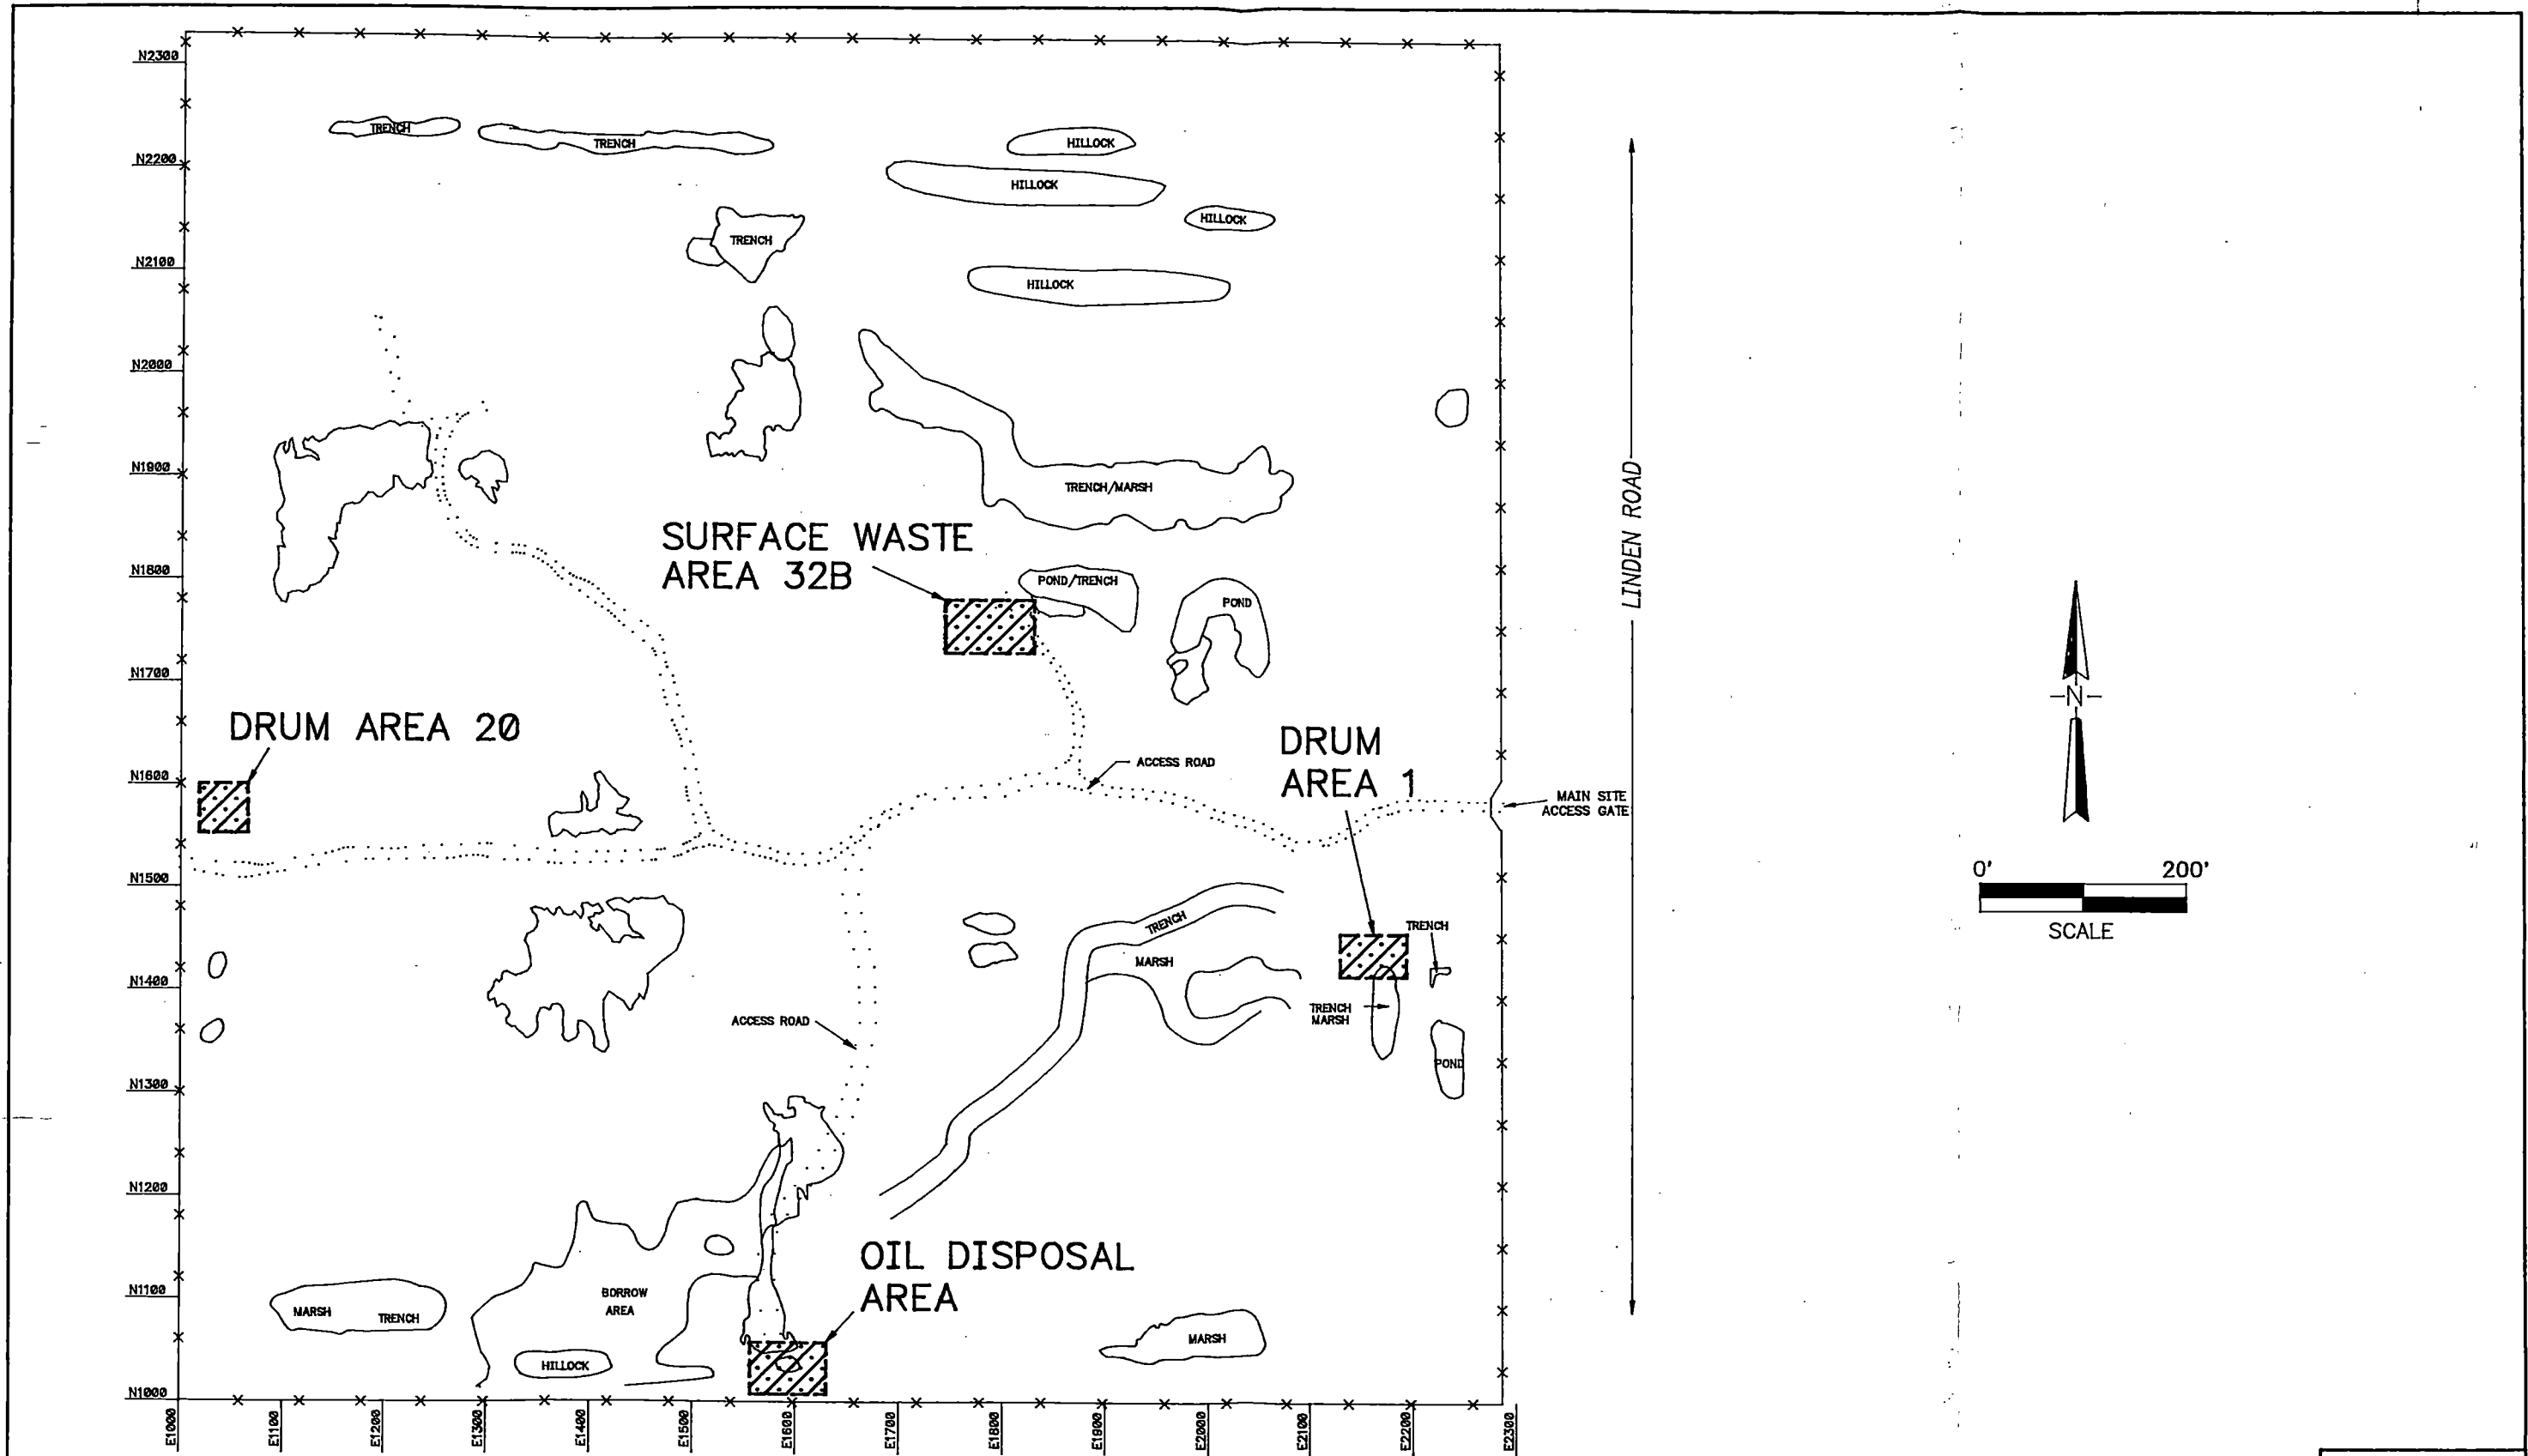 N2300
TRENCH
TRENCH
HILLOCK
N2200
HILLOCK
HILLOCK
TRENCH
N2100
HILLOCK
N2000
N1900
TRENCH/MARSH
LINDEN ROAD
SURFACE WASTE
AREA 32B
N1800
POND/TRENCH
POND
N1700
-N-
DRUM AREA 20
DRUM
AREA 1
N1600
ACCESS ROAD
MAIN SITE
ACCESS GATE
0' 200'
SCALE
N1500
TRENCH
TRENCH
MARSH
N1400
TRENCH
MARSH
ACCESS ROAD
POND
N1300
N1200
OIL DISPOSAL
AREA
N1100
BORROW
AREA
MARSH TRENCH
MARSH
HILLOCK
N1000
E1000
E1100
E1200
E1300
E1400
E1500
E1600
E1700
E1800
E1900
E2000
E2100
E2200
E2300